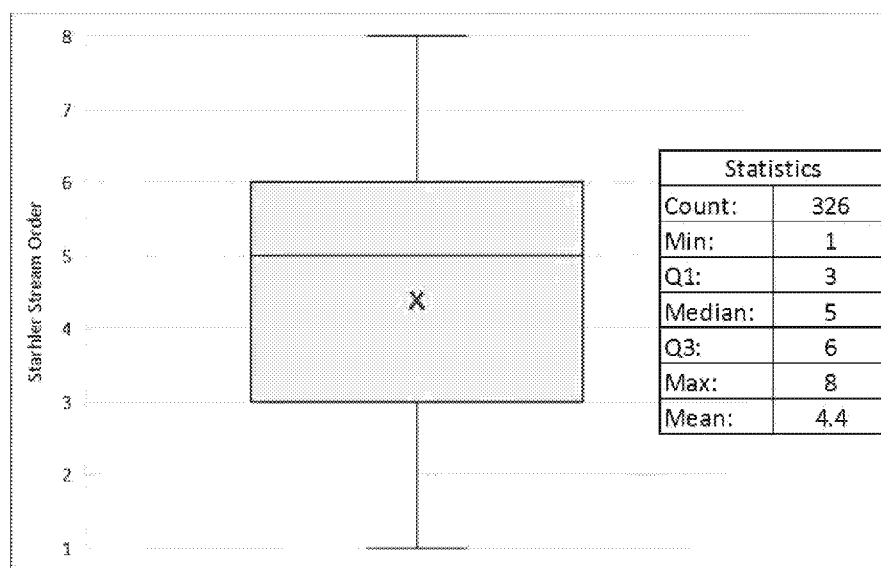 Starhler Stream Order
8
7
6
5
4
3
2
1
X
Statistics
Count: 326
Min: 1
Q1: 3
Median: 5
Q3: 6
Max: 8
Mean: 4.4